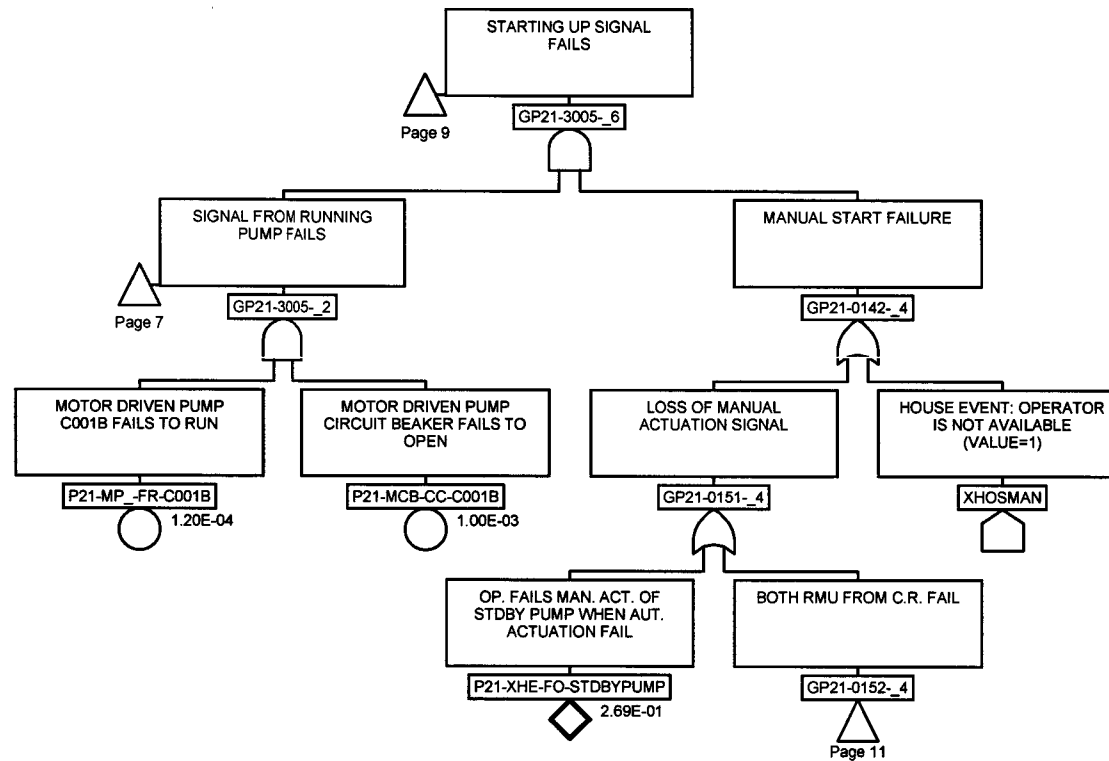 STARTING UP SIGNAL
FAILS
Page 9
GP21-3005-_6
SIGNAL FROM RUNNING
PUMP FAILS
MANUAL START FAILURE
Page 7
GP21-3005-_2
GP21-0142-_4
MOTOR DRIVEN PUMP
C001B FAILS TO RUN
MOTOR DRIVEN PUMP
CIRCUIT BEAKER FAILS TO
OPEN
LOSS OF MANUAL
ACTUATION SIGNAL
HOUSE EVENT: OPERATOR
IS NOT AVAILABLE
(VALUE=1)
P21-MP_-FR-C001B
1.20E-04
P21-MCB-CC-C001B
1.00E-03
GP21-0151-_4
XHOSMAN
OP. FAILS MAN. ACT. OF
STDBY PUMP WHEN AUT.
ACTUATION FAIL
BOTH RMU FROM C.R. FAIL
P21-XHE-FO-STDBYPUMP
2.69E-01
GP21-0152-_4
Page 11